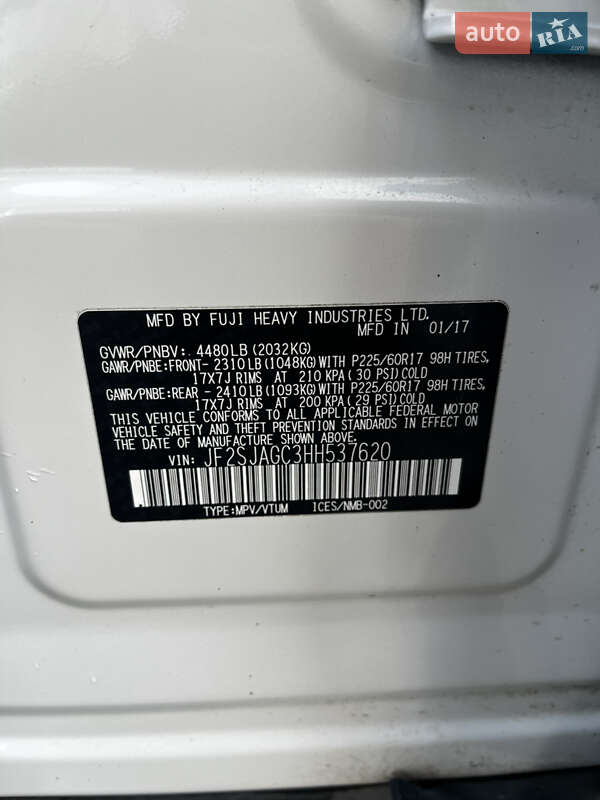 auto RIA.com
MFD BY FUJI HEAVY INDUSTRIES LTD.
MFD IN 01/17
GVWR/PNBV: 4480LB (2032KG)
GAWR/PNBE:FRONT- 2310LB (1048KG) WITH P225/60R17 98H TIRES,
17X7J RIMS AT 210 KPA (30 PSI) COLD
GAWR/PNBE:REAR - 2410LB (1093KG) WITH P225/60R17 98H TIRES,
17X7J RIMS AT 200 KPA (29 PSI) COLD
THIS VEHICLE CONFORMS TO ALL APPLICABLE FEDERAL MOTOR
VEHICLE SAFETY AND THEFT PREVENTION STANDARDS IN EFFECT
ON THE DATE OF MANUFACTURE SHOWN ABOVE.
VIN: JF2SJAGC3HH537620
TYPE:MPV/VTUM ICES/NMB-002